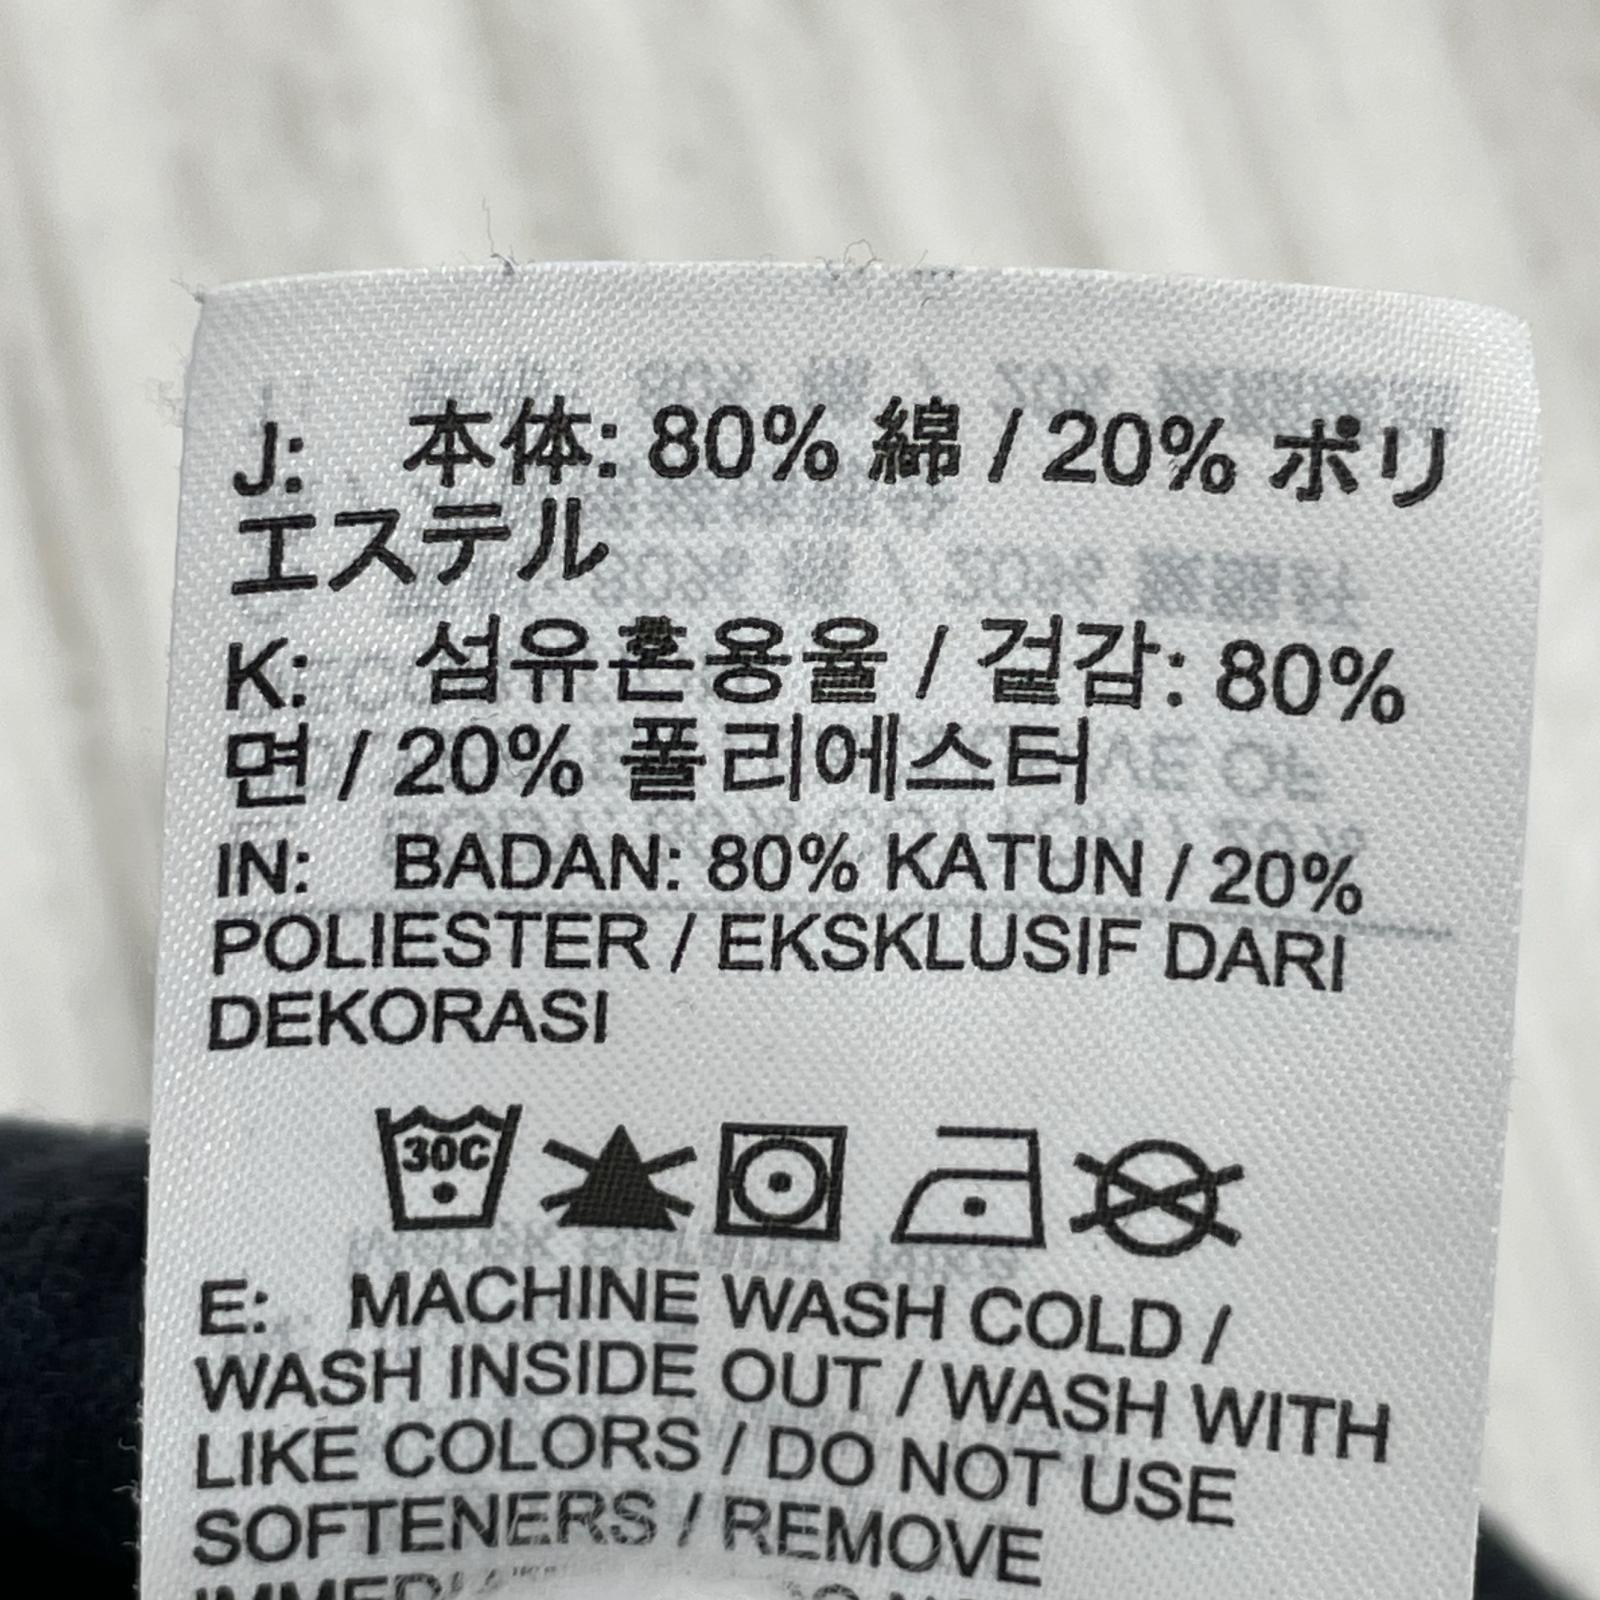 J: 本体: 80% 綿 / 20% ポリ
エステル
K: 섬유혼용율 / 겉감: 80%
면 / 20% 폴리에스터
IN: BADAN: 80% KATUN / 20%
POLIESTER / EKSKLUSIF DARI
DEKORASI
30C
E: MACHINE WASH COLD /
WASH INSIDE OUT / WASH WITH
LIKE COLORS / DO NOT USE
SOFTENERS / REMOVE